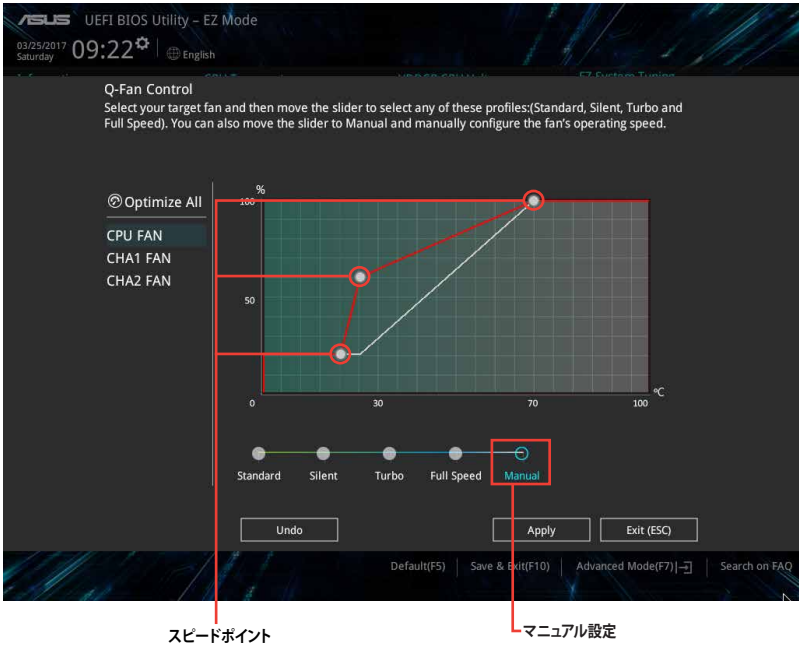 ASUS UEFI BIOS Utility – EZ Mode
03/25/2017
Saturday
09:22
English
EZ System Tuning
Q-Fan Control
Select your target fan and then move the slider to select any of these profiles:(Standard, Silent, Turbo and
Full Speed). You can also move the slider to Manual and manually configure the fan's operating speed.
Optimize All
CPU FAN
CHA1 FAN
CHA2 FAN
%
100
50
0
30
70
100
°C
Standard
Silent
Turbo
Full Speed
Manual
Undo
Apply
Exit (ESC)
Default(F5)
Save & Exit(F10)
Advanced Mode(F7)
Search on FAQ
スピードポイント
マニュアル設定